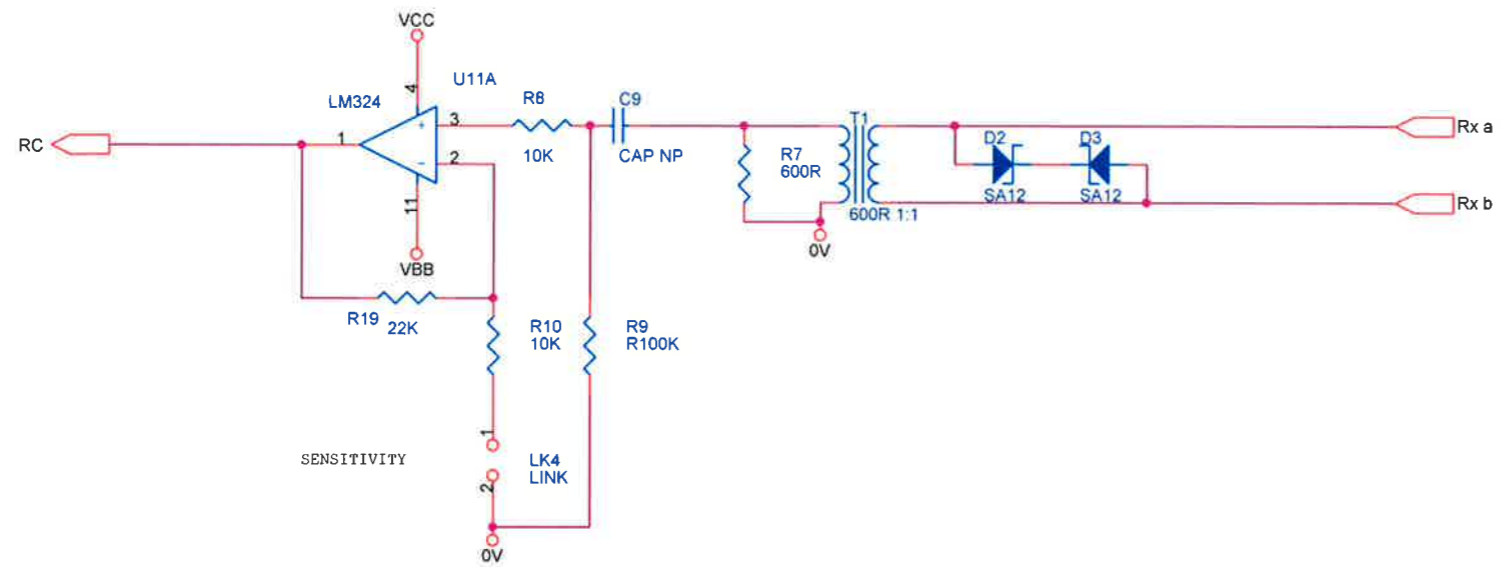 VCC
U11A
LM324
4
R8
C9
T1
3
+
1
RC
10K
CAP NP
2
-
11
VBB
R7
600R
D2
D3
SA12
SA12
600R 1:1
0V
Rx a
Rx b
R19
22K
R10
10K
R9
R100K
1
SENSITIVITY
LK4
LINK
2
0V